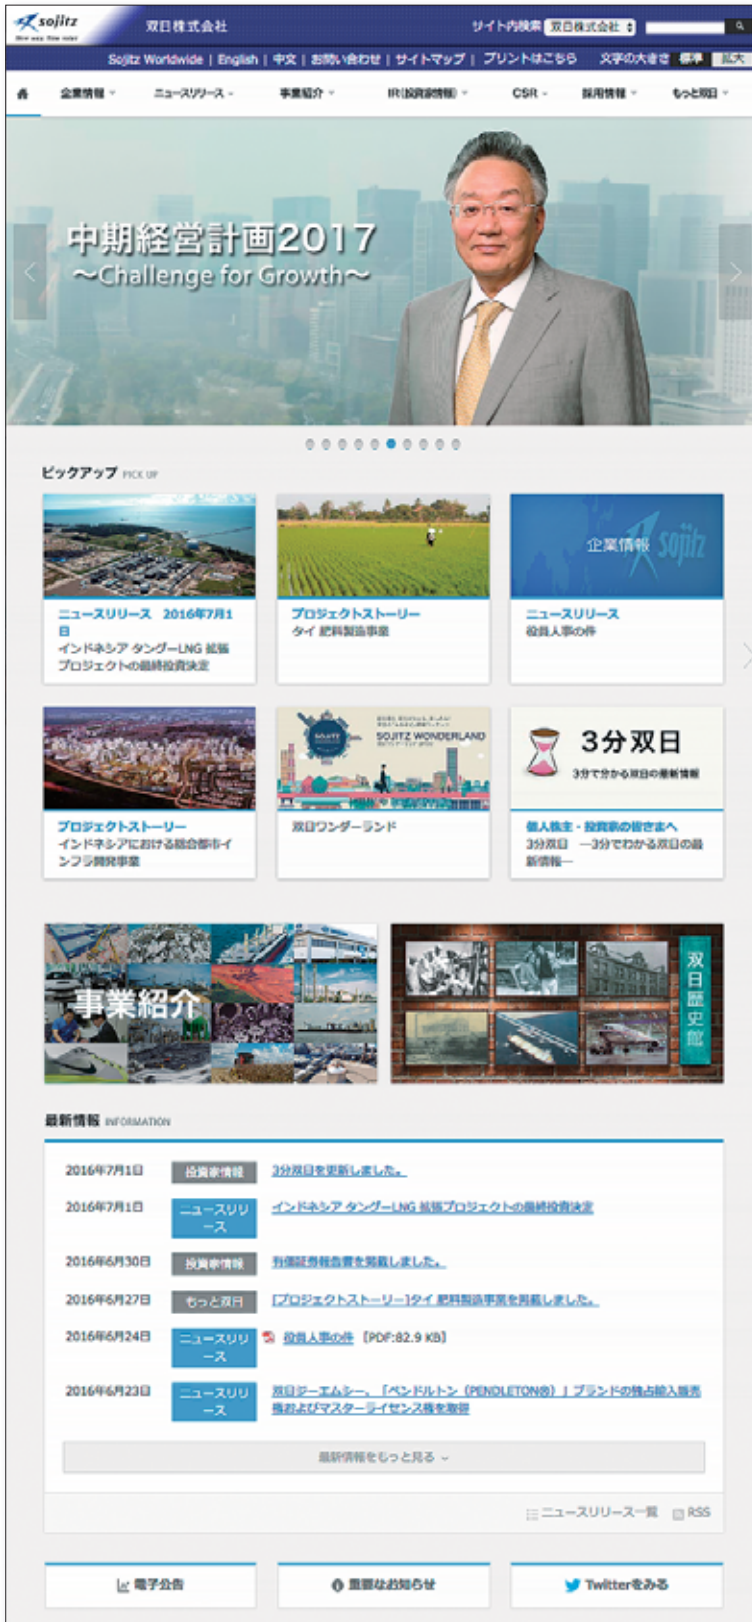 sojitz
New way, New value
双日株式会社
サイト内検索 双日株式会社
Sojitz Worldwide | English | 中文 | お問い合わせ | サイトマップ | プリントはこちら 文字の大きさ 標準 拡大
企業情報 ニュースリリース 事業紹介 IR(投資家情報) CSR 採用情報 もっと双日
中期経営計画2017
～Challenge for Growth～
ピックアップ PICK UP
企業情報 sojitz
ニュースリリース 2016年7月1
日
インドネシア タングーLNG 拡張
プロジェクトの最終投資決定
プロジェクトストーリー
タイ 肥料製造事業
ニュースリリース
役員人事の件
SOJITZ
SOJITZ WONDERLAND
3分双日
3分で分かる双日の最新情報
プロジェクトストーリー
インドネシアにおける総合都市イ
ンフラ開発事業
双日ワンダーランド
個人株主・投資家の皆さまへ
3分双日 ―3分でわかる双日の最
新情報―
事業紹介
双日歴史館
最新情報 INFORMATION
2016年7月1日 投資家情報 3分双日を更新しました。
2016年7月1日 ニュースリリ
ース
インドネシア タングーLNG 拡張プロジェクトの最終投資決定
2016年6月30日 投資家情報 有価証券報告書を掲載しました。
2016年6月27日 もっと双日 [プロジェクトストーリー]タイ 肥料製造事業を掲載しました。
2016年6月24日 ニュースリリ
ース
役員人事の件 [PDF:82.9 KB]
2016年6月23日 ニュースリリ
ース
双日ジーエムシー、「ペンドルトン（PENDLETON®）」ブランドの独占輸入販売
権およびマスターライセンス権を取得
最新情報をもっと見る
ニュースリリース一覧 RSS
電子公告
重要なお知らせ
Twitterをみる